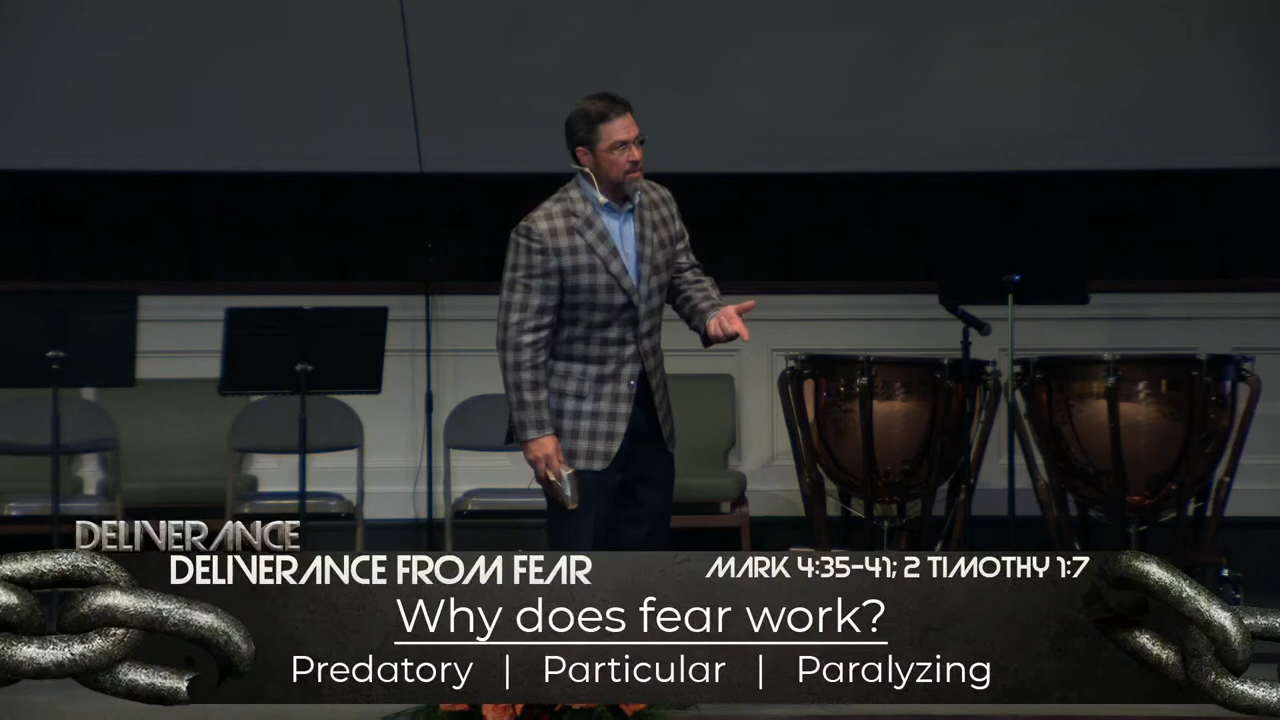 DELIVERANCE
DELIVERANCE FROM FEAR MARK 4:35-41; 2 TIMOTHY 1:7
Why does fear work?
Predatory | Particular | Paralyzing